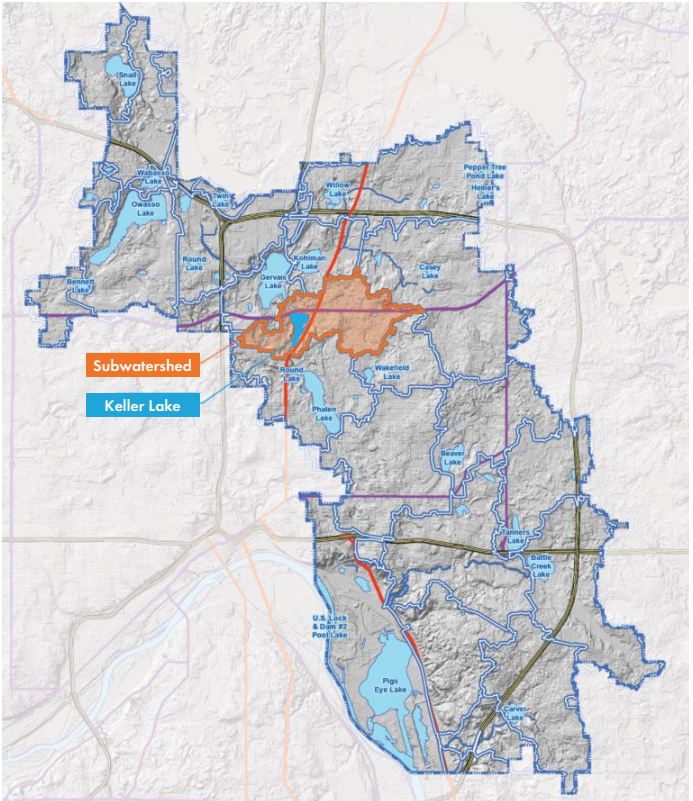 Snail
Lake
Wabasso
Lake
Owasso
Lake
Twin
Lake
Willow
Lake
Pepper Tree
Pond Lake
Heiner's
Lake
Round
Lake
Kohlman
Lake
Gervais
Lake
Casey
Lake
Bennett
Lake
Subwatershed
Keller Lake
Round
Lake
Wakefield
Lake
Phalen
Lake
Beaver
Lake
Tanners
Lake
Battle
Creek
Lake
U.S. Lock
& Dam #2
Pool Lake
Pigs
Eye Lake
Carver
Lake